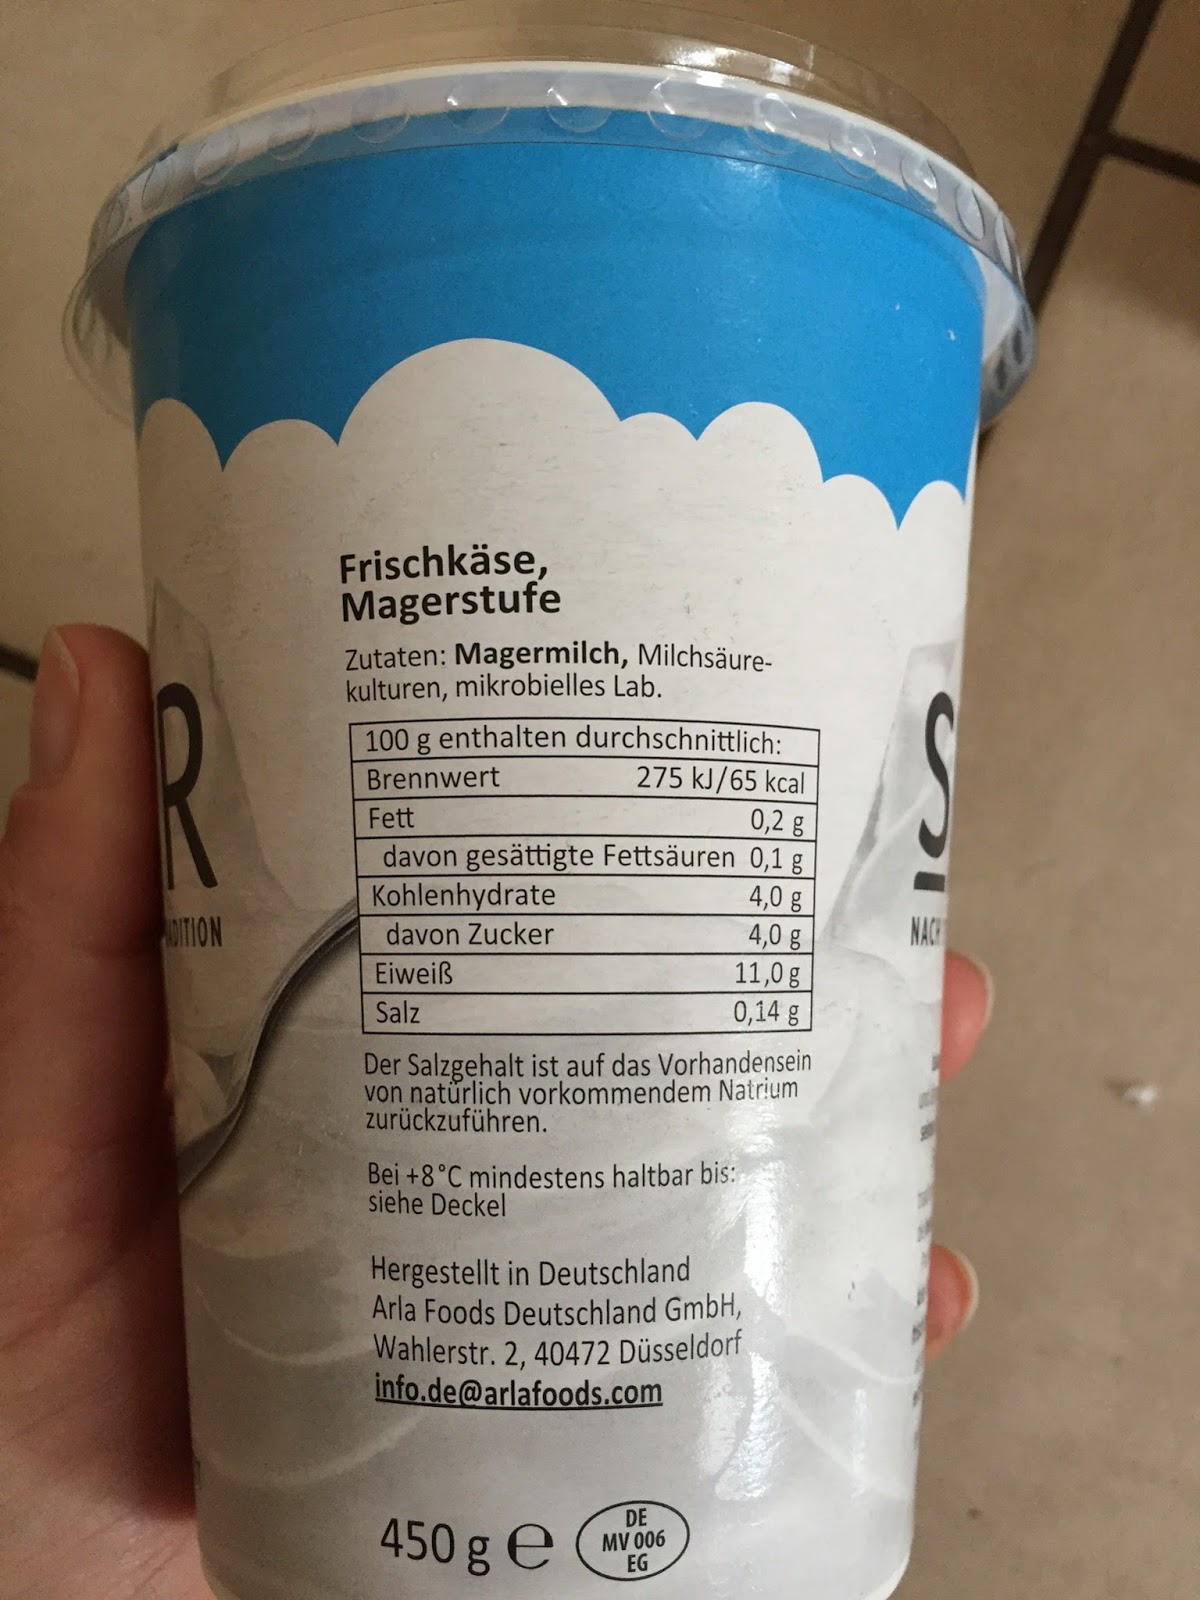 Frischkäse,
Magerstufe
Zutaten: Magermilch, Milchsäure-
kulturen, mikrobielles Lab.
100 g enthalten durchschnittlich:
Brennwert 275 kJ/65 kcal
Fett 0,2 g
davon gesättigte Fettsäuren 0,1 g
Kohlenhydrate 4,0 g
davon Zucker 4,0 g
Eiweiß 11,0 g
Salz 0,14 g
Der Salzgehalt ist auf das Vorhandensein
von natürlich vorkommendem Natrium
zurückzuführen.
Bei +8°C mindestens haltbar bis:
siehe Deckel
Hergestellt in Deutschland
Arla Foods Deutschland GmbH,
Wahlerstr. 2, 40472 Düsseldorf
info.de@arlafoods.com
450 g e
DE
MV 006
EG
R
ADITION
S
NACH